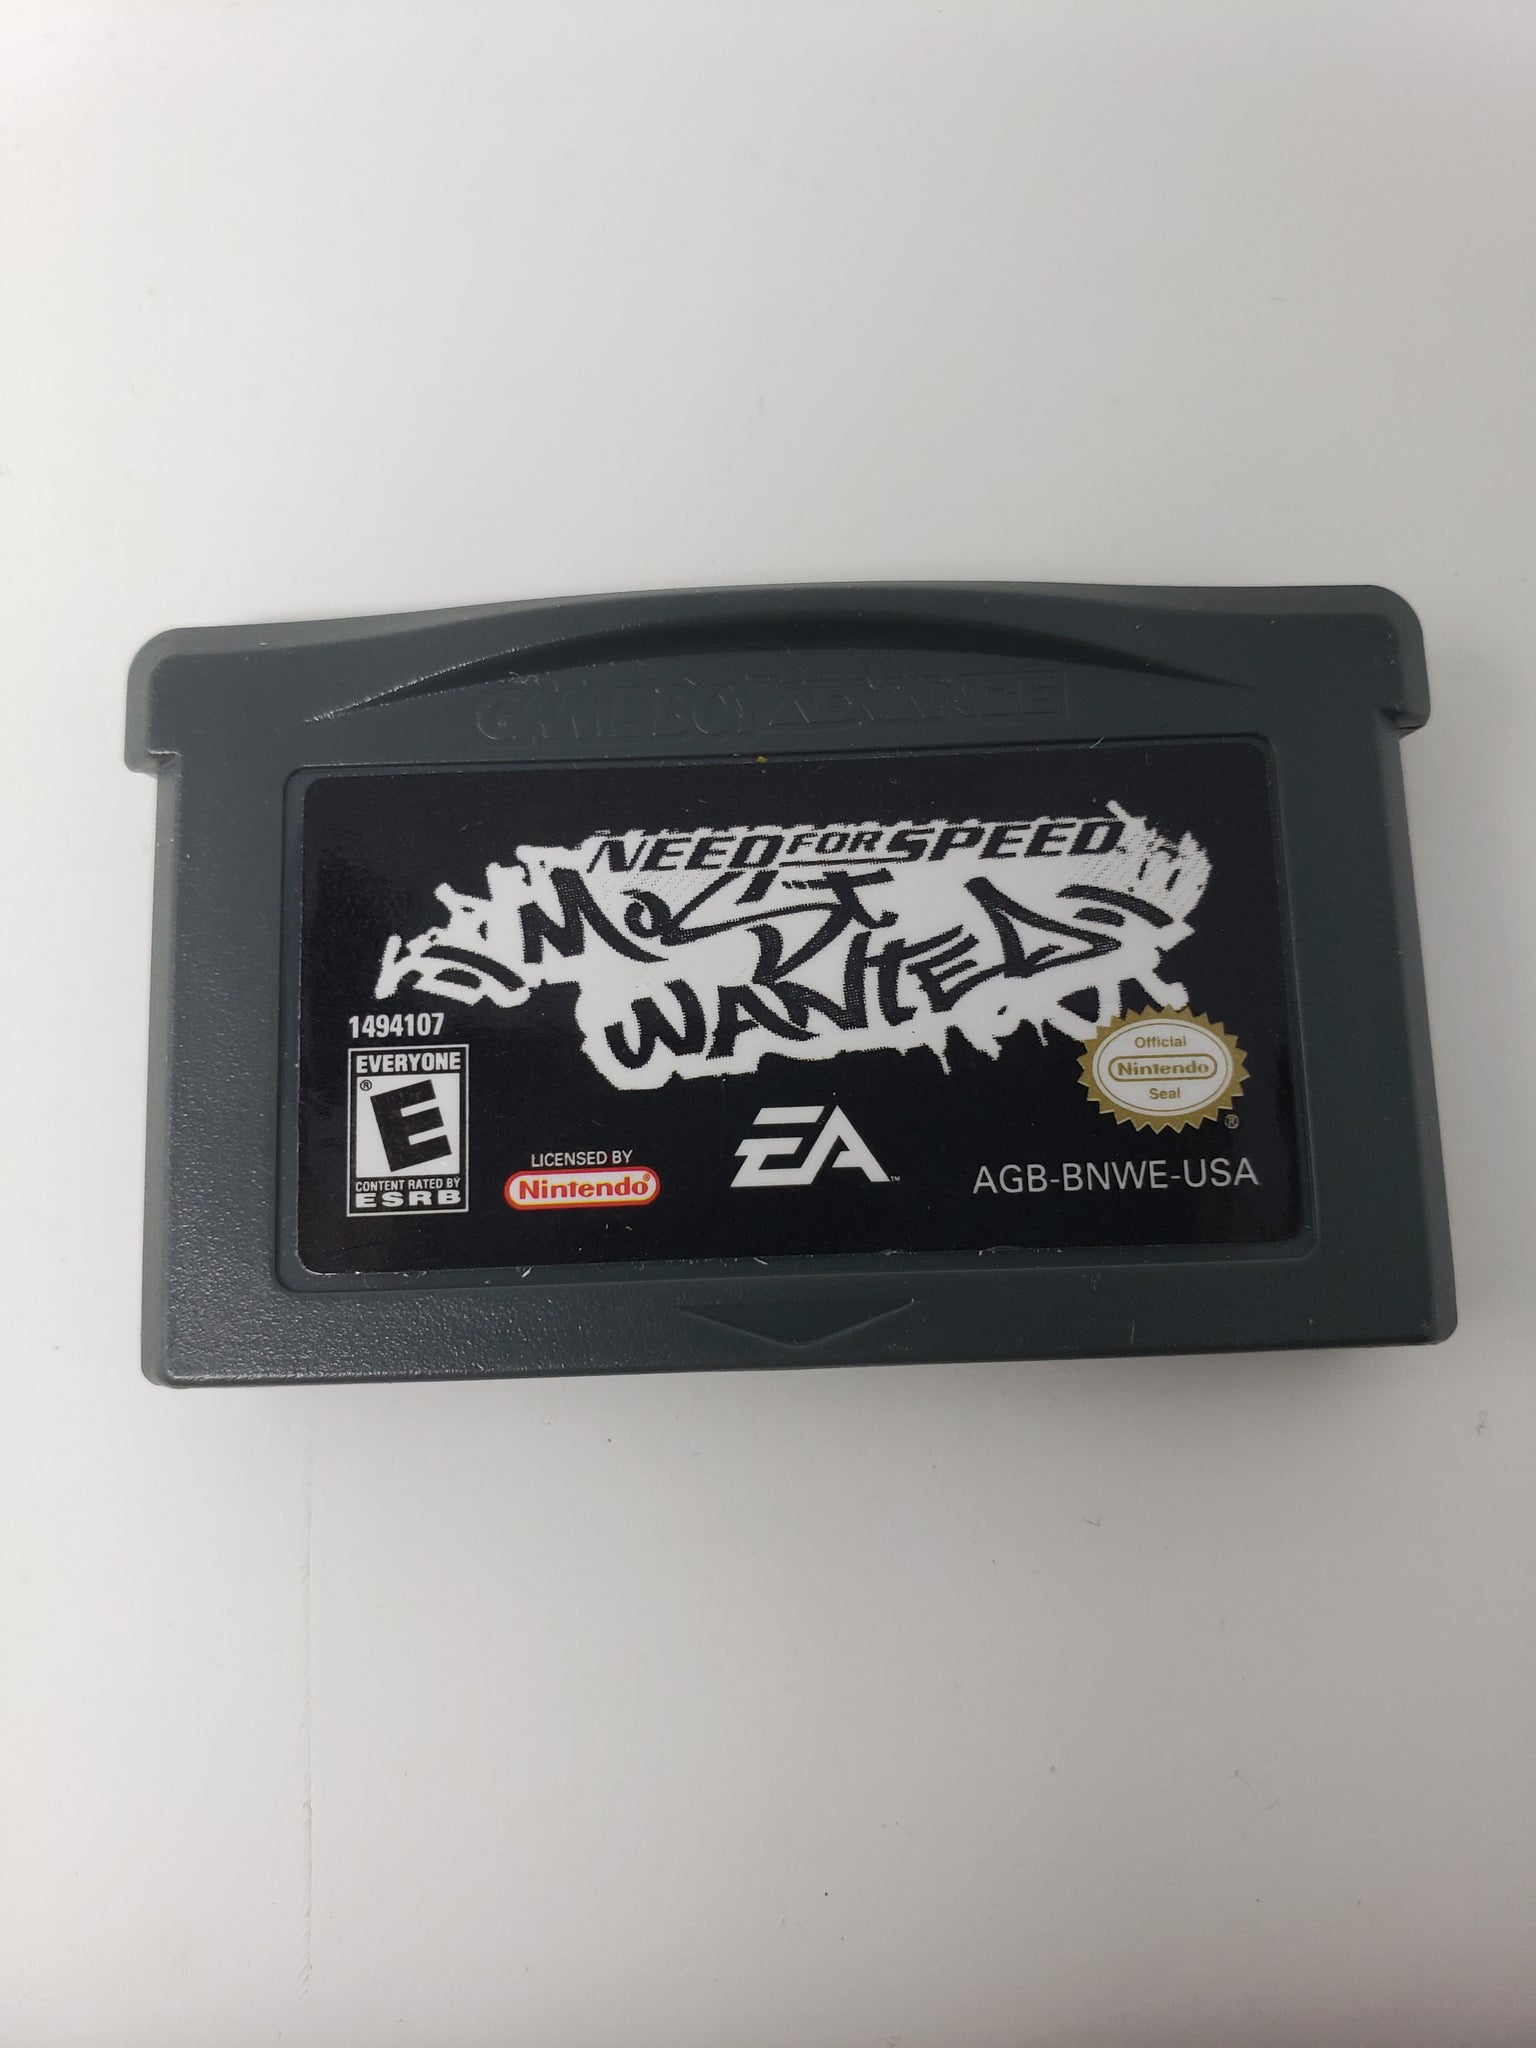 GAME BOY ADVANCE
NEED FOR SPEED
MOST
WANTED
1494107
EVERYONE
®
E
CONTENT RATED BY
ESRB
LICENSED BY
Nintendo®
EA™
Official
Nintendo
Seal
®
AGB-BNWE-USA